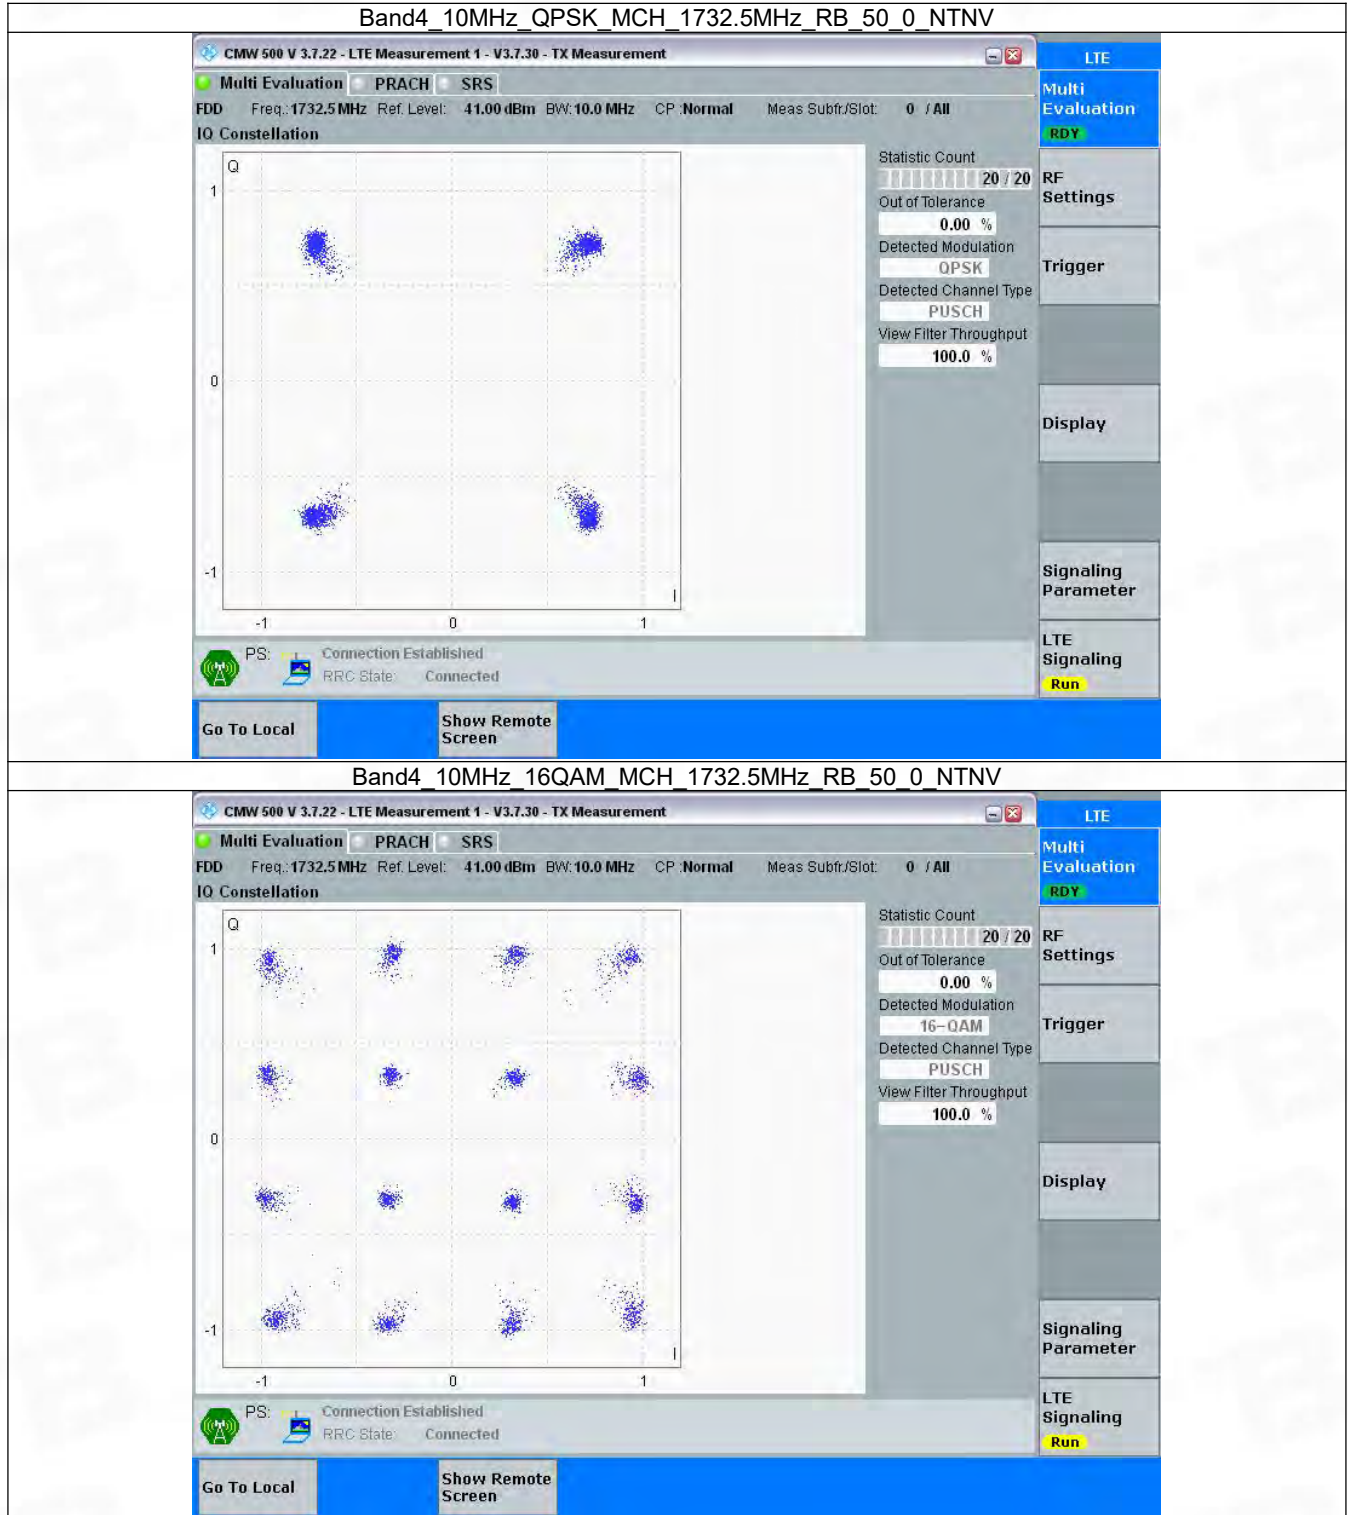 Band4_10MHz_QPSK_MCH_1732.5MHz_RB_50_0_NTNV
CMW 500 V 3.7.22 - LTE Measurement 1 - V3.7.30 - TX Measurement
LTE
Multi Evaluation PRACH SRS
Multi
Evaluation
RDY
FDD Freq.: 1732.5 MHz Ref. Level: 41.00 dBm BW: 10.0 MHz CP :Normal Meas Subfr./Slot: 0 / All
IQ Constellation
Q
1
0
-1
-1 0 1
I
Statistic Count
20 / 20
Out of Tolerance
0.00 %
Detected Modulation
QPSK
Detected Channel Type
PUSCH
View Filter Throughput
100.0 %
RF
Settings
Trigger
Display
Signaling
Parameter
LTE
Signaling
Run
PS: Connection Established
RRC State: Connected
Go To Local
Show Remote
Screen
Band4_10MHz_16QAM_MCH_1732.5MHz_RB_50_0_NTNV
CMW 500 V 3.7.22 - LTE Measurement 1 - V3.7.30 - TX Measurement
LTE
Multi Evaluation PRACH SRS
Multi
Evaluation
RDY
FDD Freq.: 1732.5 MHz Ref. Level: 41.00 dBm BW: 10.0 MHz CP :Normal Meas Subfr./Slot: 0 / All
IQ Constellation
Q
1
0
-1
-1 0 1
I
Statistic Count
20 / 20
Out of Tolerance
0.00 %
Detected Modulation
16-QAM
Detected Channel Type
PUSCH
View Filter Throughput
100.0 %
RF
Settings
Trigger
Display
Signaling
Parameter
LTE
Signaling
Run
PS: Connection Established
RRC State: Connected
Go To Local
Show Remote
Screen